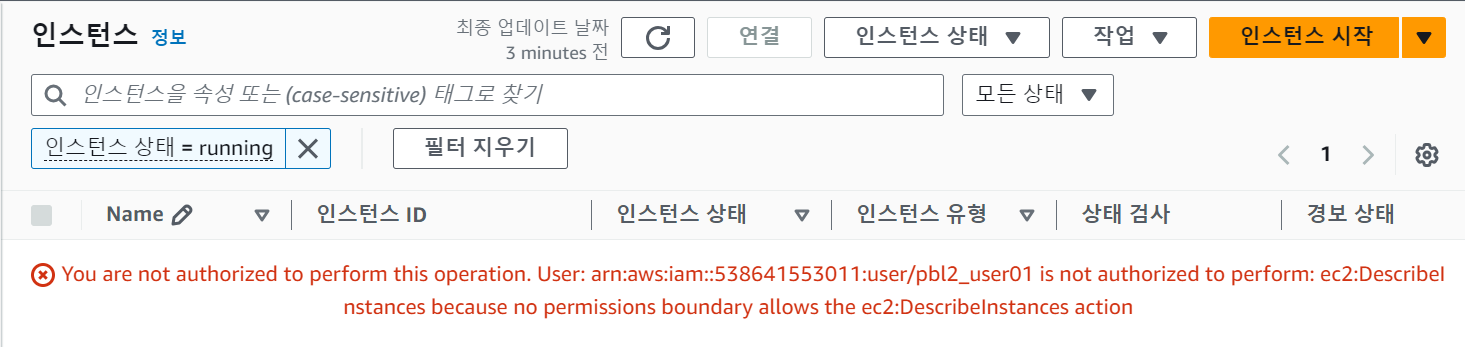 인스턴스 정보
최종 업데이트 날짜
3 minutes 전
연결
인스턴스 상태
작업
인스턴스 시작
인스턴스을 속성 또는 (case-sensitive) 태그로 찾기
모든 상태
인스턴스 상태 = running
필터 지우기
1
Name 인스턴스 ID 인스턴스 상태 인스턴스 유형 상태 검사 경보 상태
You are not authorized to perform this operation. User: arn:aws:iam::538641553011:user/pbl2_user01 is not authorized to perform: ec2:DescribeI
nstances because no permissions boundary allows the ec2:DescribeInstances action